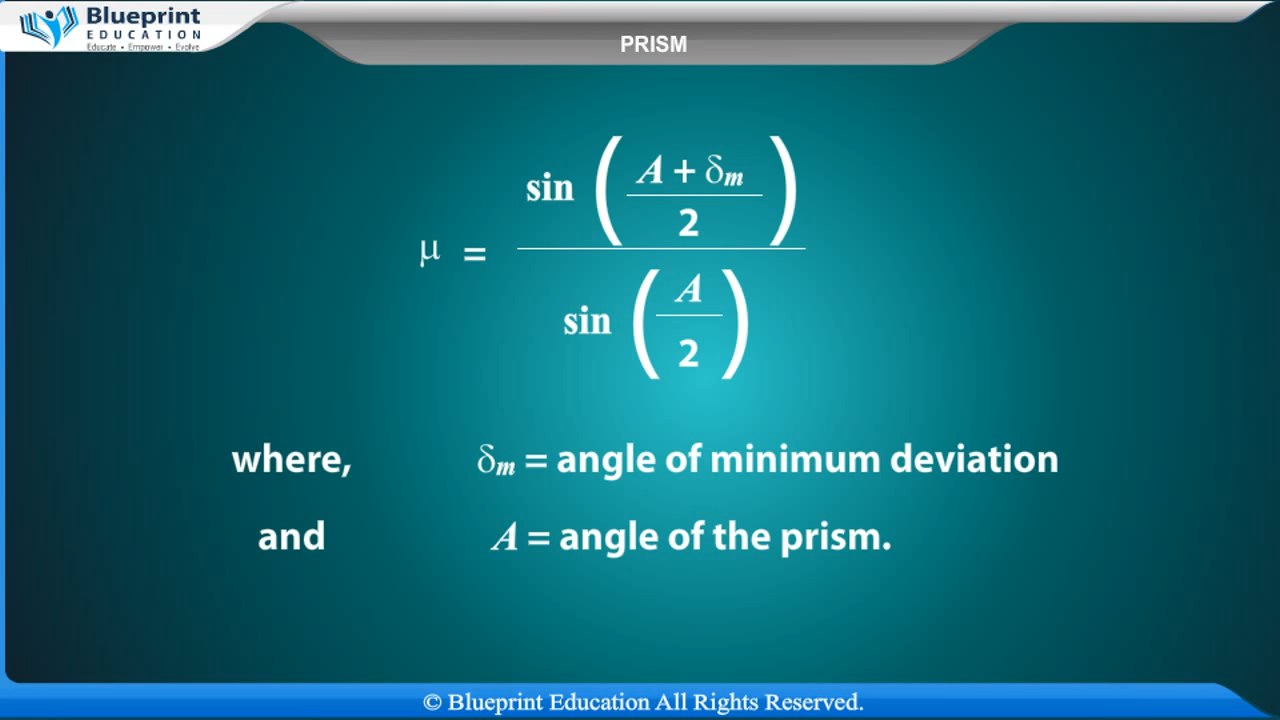 Blueprint
EDUCATION
Educate • Empower • Evolve
PRISM
μ = sin ( A + δm / 2 ) / sin ( A / 2 )
where, δm = angle of minimum deviation
and A = angle of the prism.
© Blueprint Education All Rights Reserved.